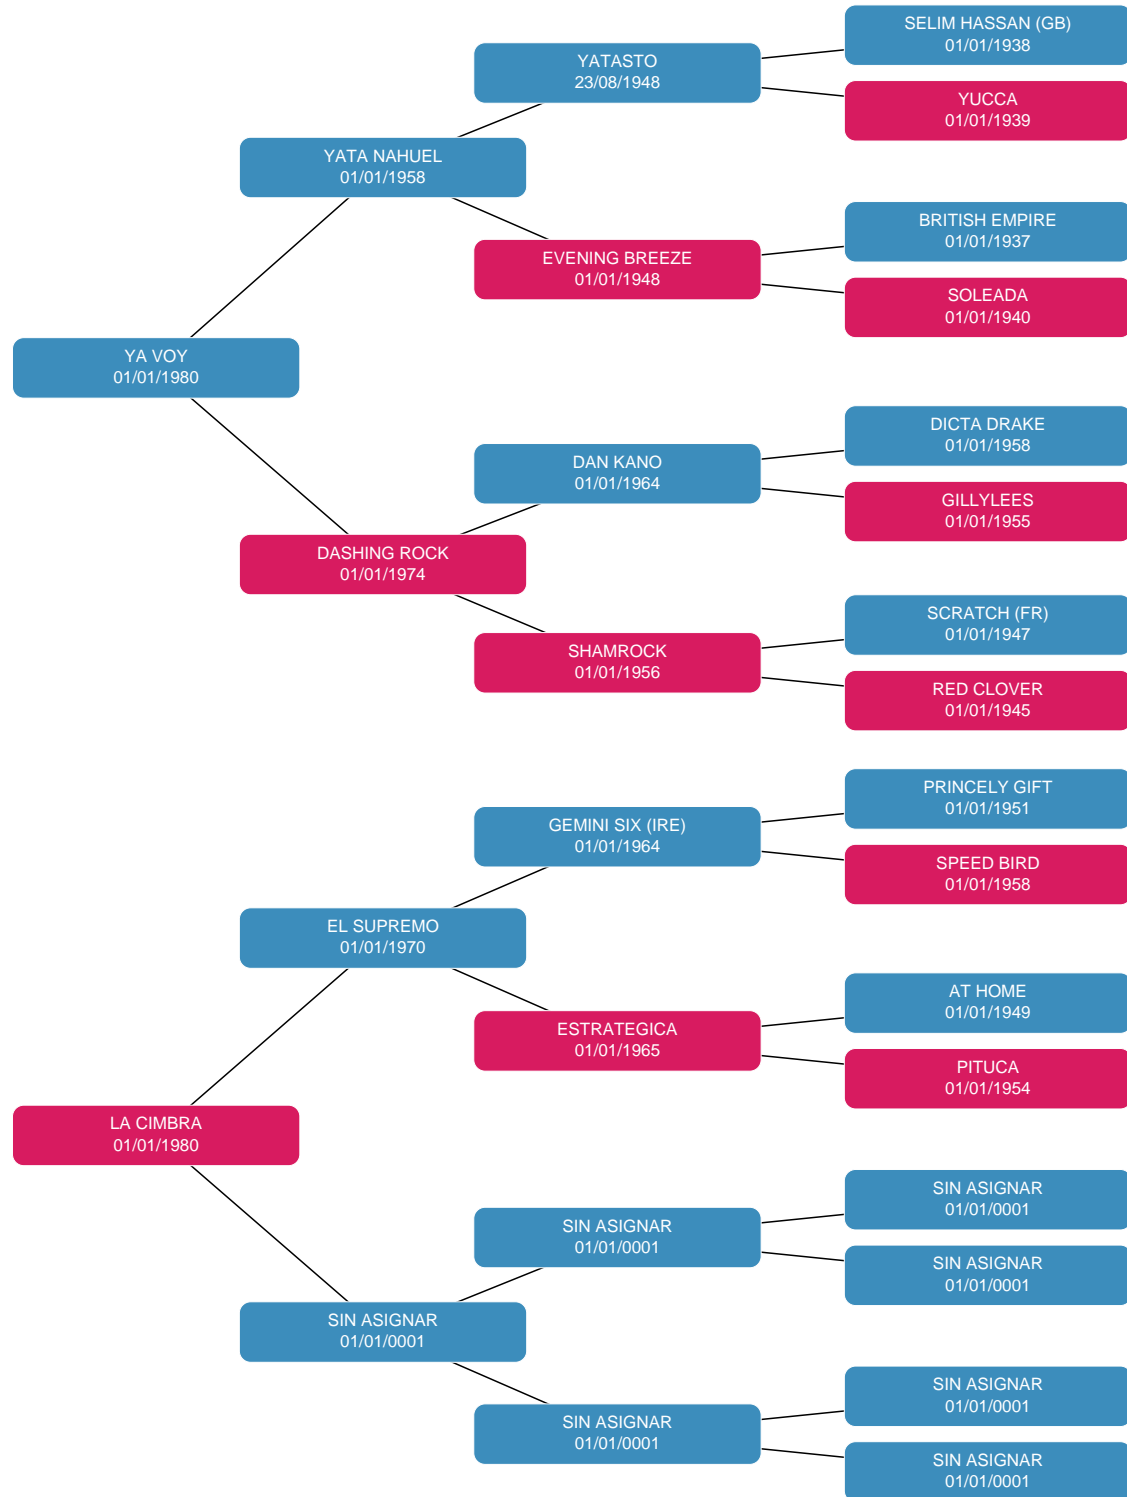 SELIM HASSAN (GB)
01/01/1938
YATASTO
23/08/1948
YUCCA
01/01/1939
YATA NAHUEL
01/01/1958
BRITISH EMPIRE
01/01/1937
EVENING BREEZE
01/01/1948
SOLEADA
01/01/1940
YA VOY
01/01/1980
DICTA DRAKE
01/01/1958
DAN KANO
01/01/1964
GILLYLEES
01/01/1955
DASHING ROCK
01/01/1974
SCRATCH (FR)
01/01/1947
SHAMROCK
01/01/1956
RED CLOVER
01/01/1945
PRINCELY GIFT
01/01/1951
GEMINI SIX (IRE)
01/01/1964
SPEED BIRD
01/01/1958
EL SUPREMO
01/01/1970
AT HOME
01/01/1949
ESTRATEGICA
01/01/1965
PITUCA
01/01/1954
LA CIMBRA
01/01/1980
SIN ASIGNAR
01/01/0001
SIN ASIGNAR
01/01/0001
SIN ASIGNAR
01/01/0001
SIN ASIGNAR
01/01/0001
SIN ASIGNAR
01/01/0001
SIN ASIGNAR
01/01/0001
SIN ASIGNAR
01/01/0001